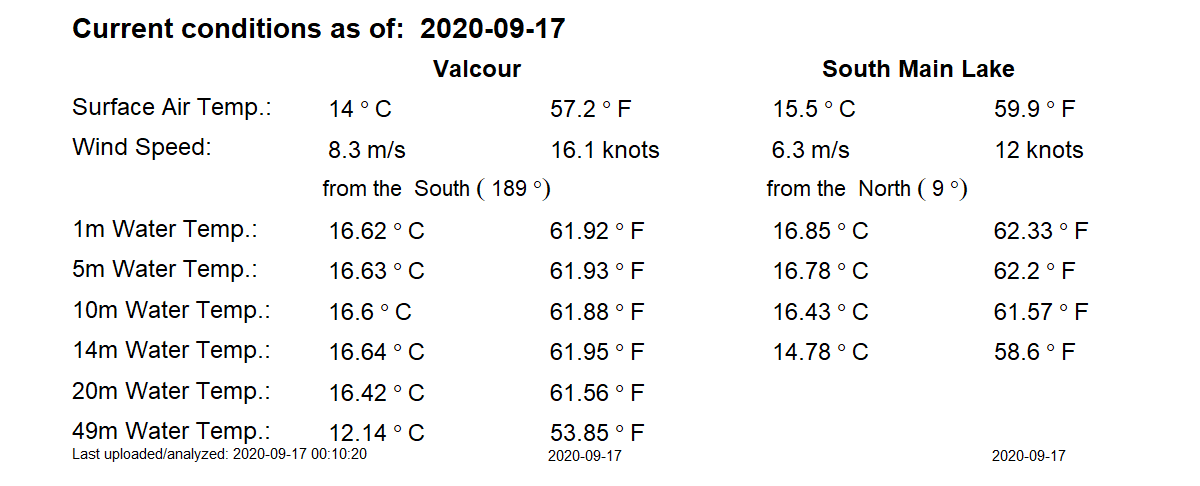 Current conditions as of: 2020-09-17
Valcour South Main Lake
Surface Air Temp.: 14 ° C 57.2 ° F 15.5 ° C 59.9 ° F
Wind Speed: 8.3 m/s 16.1 knots 6.3 m/s 12 knots
from the South ( 189 °) from the North ( 9 °)
1m Water Temp.: 16.62 ° C 61.92 ° F 16.85 ° C 62.33 ° F
5m Water Temp.: 16.63 ° C 61.93 ° F 16.78 ° C 62.2 ° F
10m Water Temp.: 16.6 ° C 61.88 ° F 16.43 ° C 61.57 ° F
14m Water Temp.: 16.64 ° C 61.95 ° F 14.78 ° C 58.6 ° F
20m Water Temp.: 16.42 ° C 61.56 ° F
49m Water Temp.: 12.14 ° C 53.85 ° F
Last uploaded/analyzed: 2020-09-17 00:10:20 2020-09-17 2020-09-17